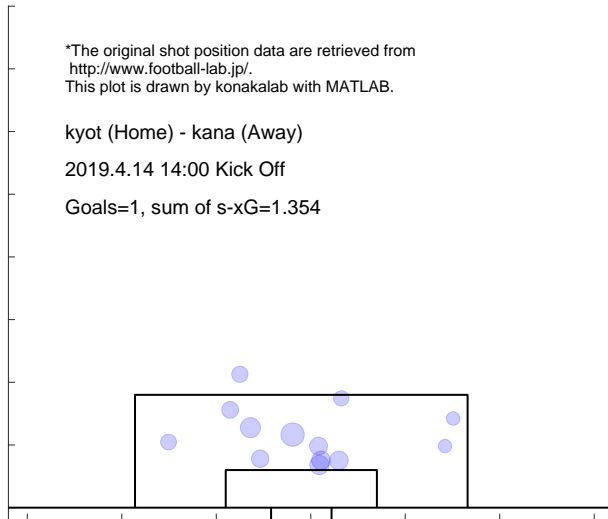 *The original shot position data are retrieved from
http://www.football-lab.jp/.
This plot is drawn by konakalab with MATLAB.
kyot (Home) - kana (Away)
2019.4.14 14:00 Kick Off
Goals=1, sum of s-xG=1.354